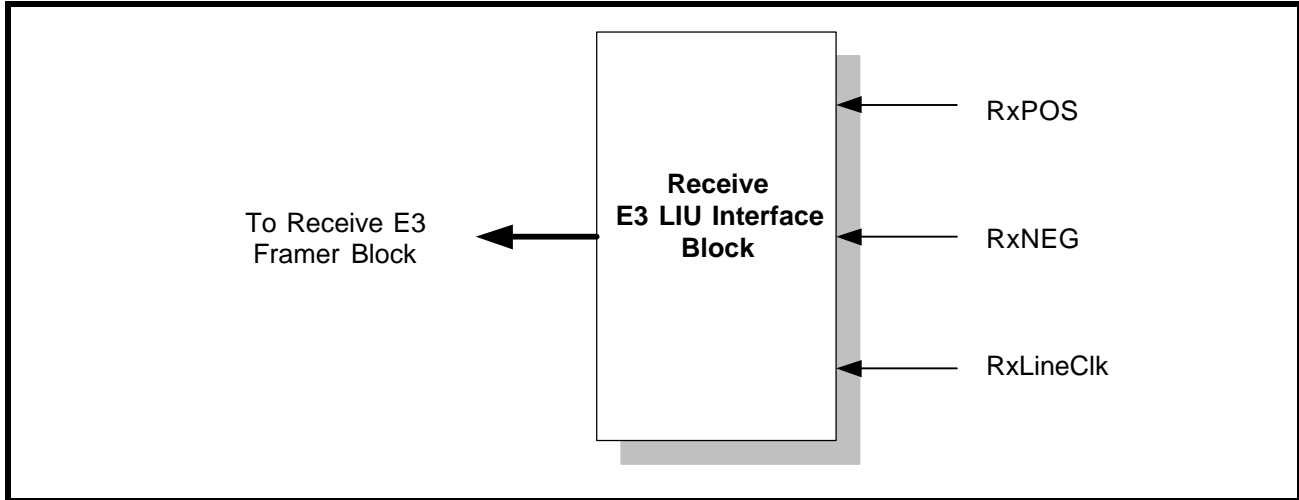 RxPOS
Receive
E3 LIU Interface
Block
To Receive E3
Framer Block
RxNEG
RxLineClk